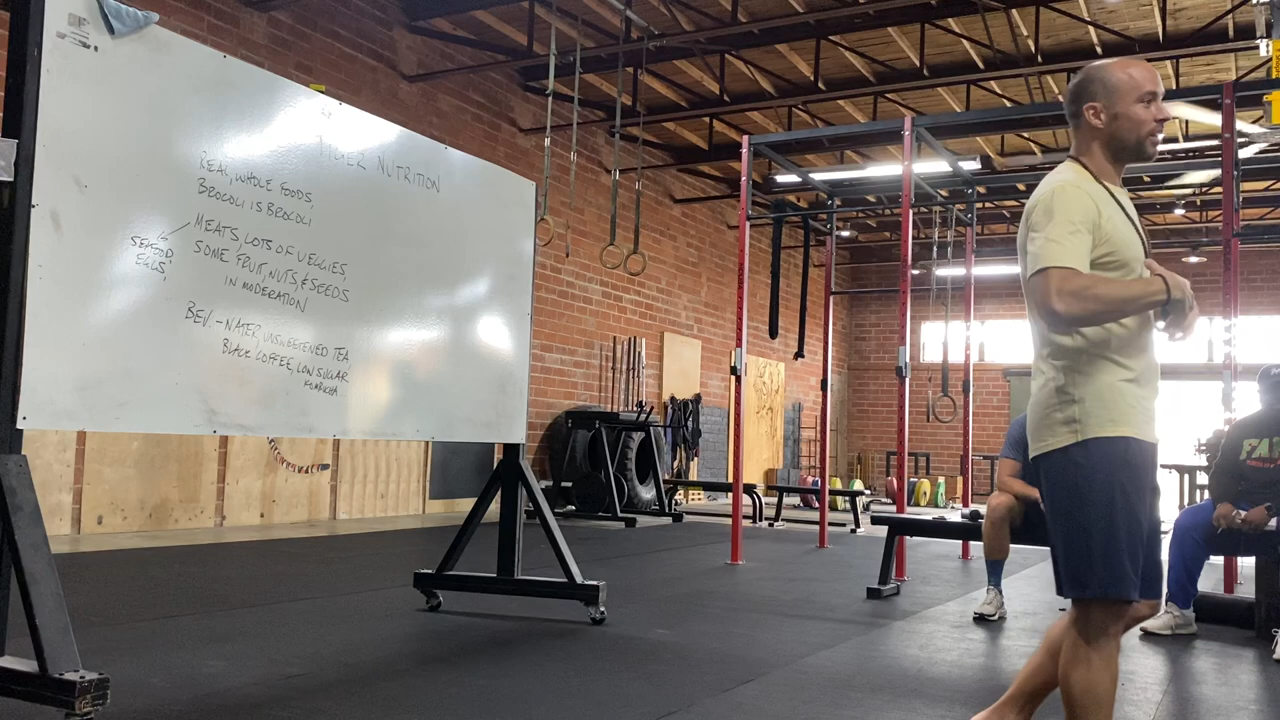 TIGER NUTRITION
REAL, WHOLE FOODS,
BROCOLI IS BROCOLI
MEATS, LOTS OF VEGGIES,
SOME FRUIT, NUTS, & SEEDS
IN MODERATION
SEAFOOD,
EGGS,
BEV. - WATER, UNSWEETENED TEA
BLACK COFFEE, LOW SUGAR
KOMBUCHA